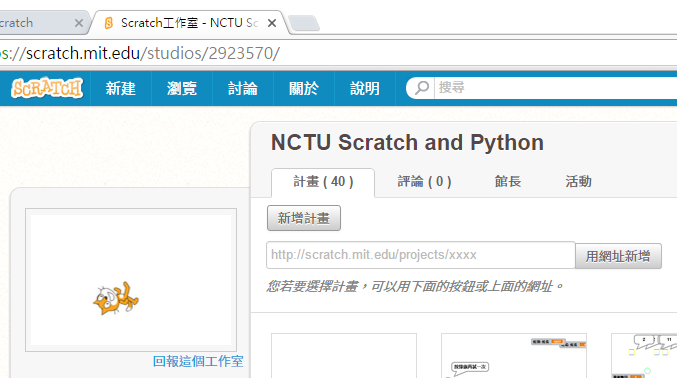 cratch
Scratch工作室 - NCTU Sc
s://scratch.mit.edu/studios/2923570/
SCRATCH 新建 瀏覽 討論 關於 說明 搜尋
NCTU Scratch and Python
計畫 ( 40 ) 評論 ( 0 ) 館長 活動
新增計畫
http://scratch.mit.edu/projects/xxxx 用網址新增
您若要選擇計畫，可以用下面的按鈕或上面的網址。
回報這個工作室